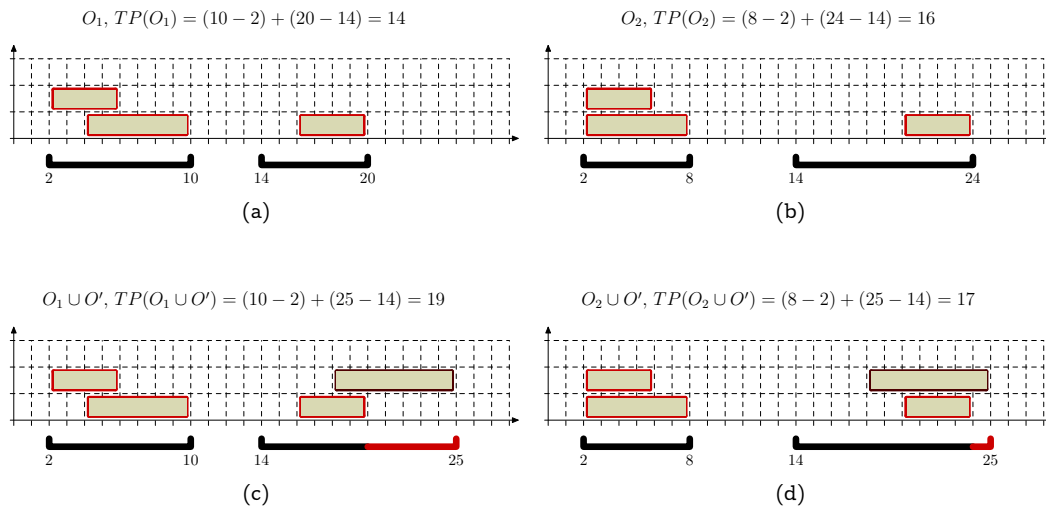 O₁, TP(O₁) = (10 − 2) + (20 − 14) = 14
O₂, TP(O₂) = (8 − 2) + (24 − 14) = 16
2 10 14 20
2 8 14 24
(a)
(b)
O₁ ∪ O′, TP(O₁ ∪ O′) = (10 − 2) + (25 − 14) = 19
O₂ ∪ O′, TP(O₂ ∪ O′) = (8 − 2) + (25 − 14) = 17
2 10 14 25
2 8 14 25
(c)
(d)